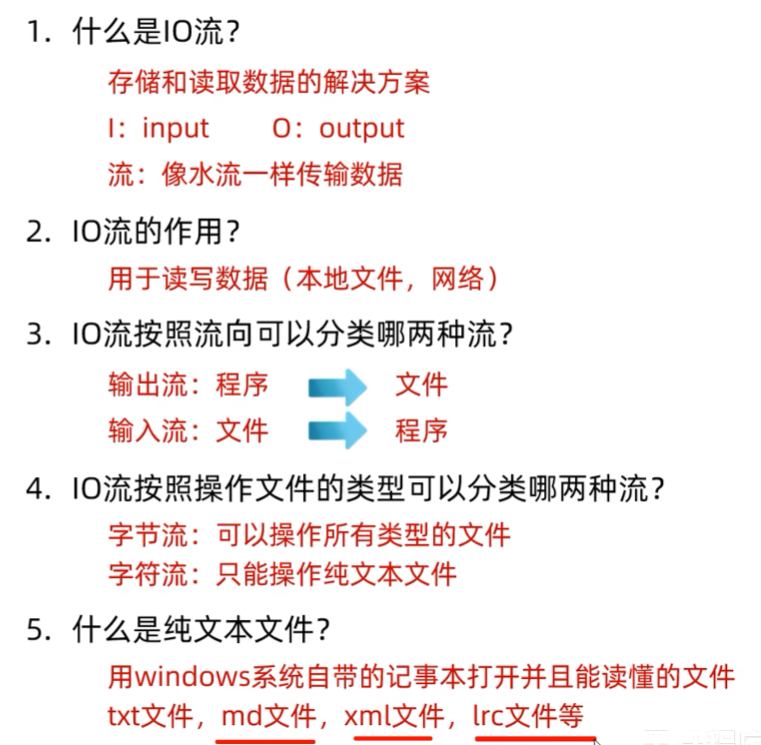 1. 什么是IO流？
存储和读取数据的解决方案
I：input O：output
流：像水流一样传输数据
2. IO流的作用？
用于读写数据（本地文件，网络）
3. IO流按照流向可以分类哪两种流？
输出流：程序 文件
输入流：文件 程序
4. IO流按照操作文件的类型可以分类哪两种流？
字节流：可以操作所有类型的文件
字符流：只能操作纯文本文件
5. 什么是纯文本文件？
用windows系统自带的记事本打开并且能读懂的文件
txt文件，md文件，xml文件，lrc文件等